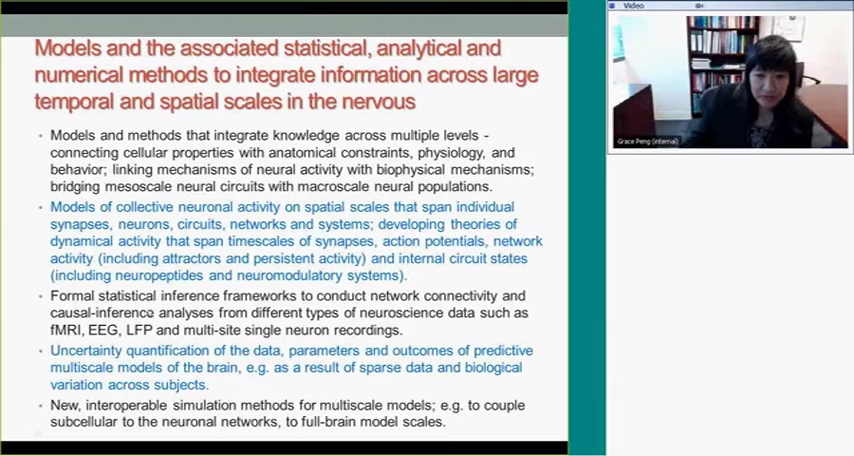 Models and the associated statistical, analytical and
numerical methods to integrate information across large
temporal and spatial scales in the nervous
• Models and methods that integrate knowledge across multiple levels -
connecting cellular properties with anatomical constraints, physiology, and
behavior; linking mechanisms of neural activity with biophysical mechanisms;
bridging mesoscale neural circuits with macroscale neural populations.
• Models of collective neuronal activity on spatial scales that span individual
synapses, neurons, circuits, networks and systems; developing theories of
dynamical activity that span timescales of synapses, action potentials, network
activity (including attractors and persistent activity) and internal circuit states
(including neuropeptides and neuromodulatory systems).
• Formal statistical inference frameworks to conduct network connectivity and
causal-inference analyses from different types of neuroscience data such as
fMRI, EEG, LFP and multi-site single neuron recordings.
• Uncertainty quantification of the data, parameters and outcomes of predictive
multiscale models of the brain, e.g. as a result of sparse data and biological
variation across subjects.
• New, interoperable simulation methods for multiscale models; e.g. to couple
subcellular to the neuronal networks, to full-brain model scales.
Video
Grace Peng (internal)